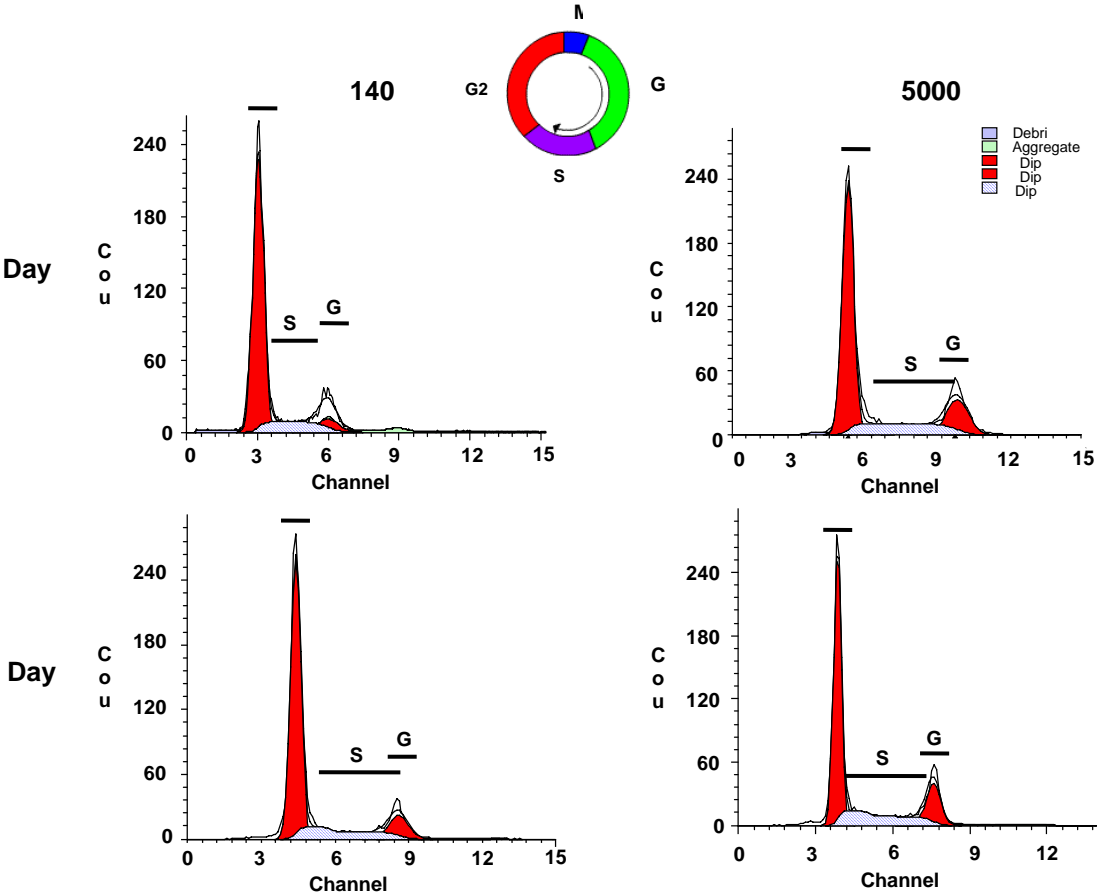 M
G2
G
S
140
5000
Debri
Aggregate
Dip
Dip
Dip
Day
C
o
u
240
180
120
60
0
S
G
0 3 6 9 12 15
Channel
C
o
u
240
180
120
60
0
S
G
0 3 6 9 12 15
Channel
Day
C
o
u
240
180
120
60
0
S
G
0 3 6 9 12 15
Channel
C
o
u
240
180
120
60
0
S
G
0 3 6 9 12
Channel